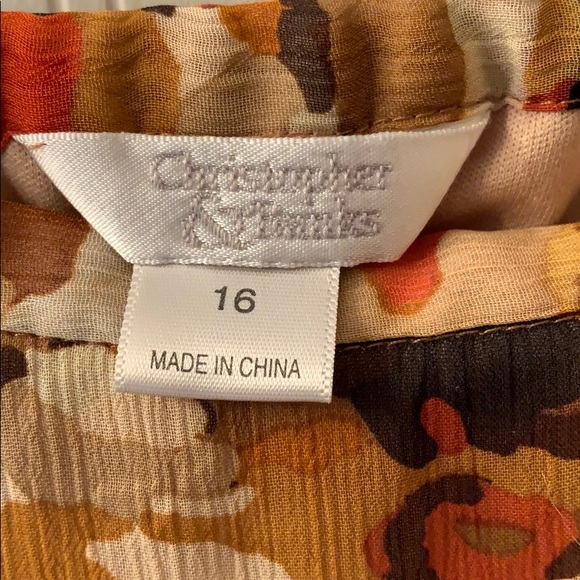 Christopher
& Banks
16
MADE IN CHINA